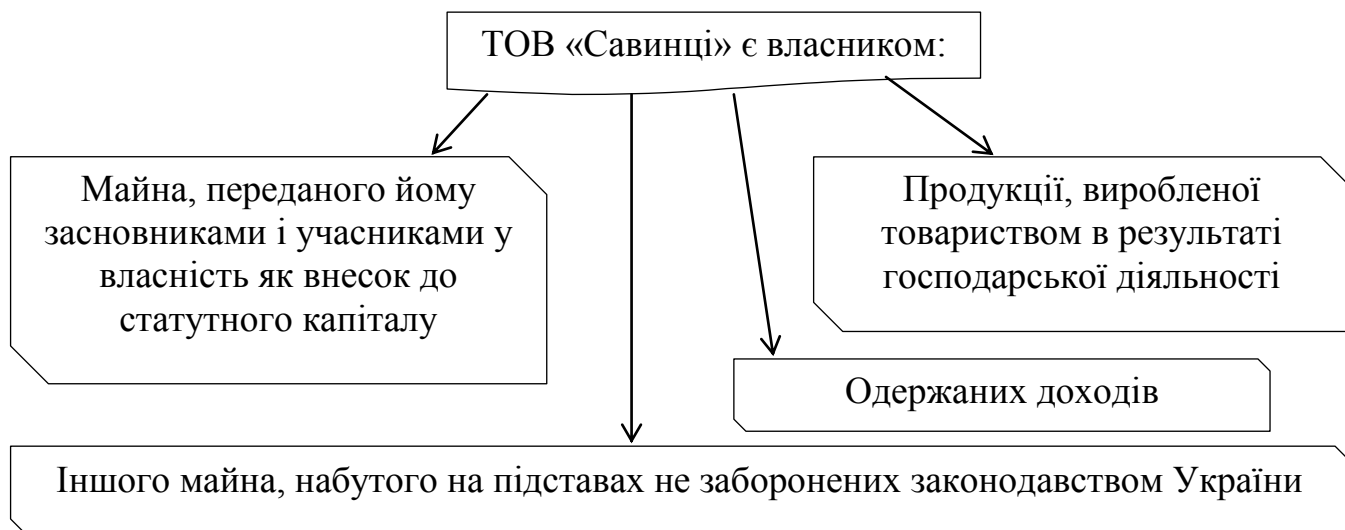 ТОВ «Савинці» є власником:
Майна, переданого йому
засновниками і учасниками у
власність як внесок до
статутного капіталу
Продукції, виробленої
товариством в результаті
господарської діяльності
Одержаних доходів
Іншого майна, набутого на підставах не заборонених законодавством України